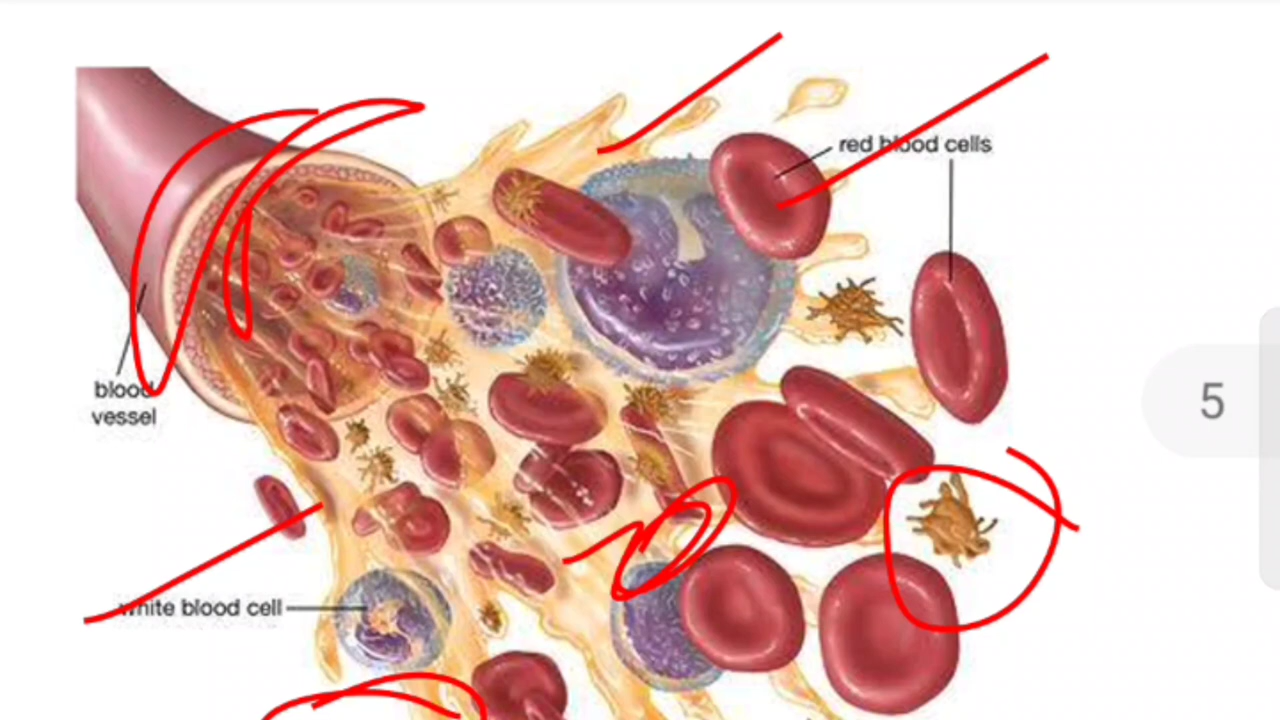 red blood cells
5
blood
vessel
white blood cell